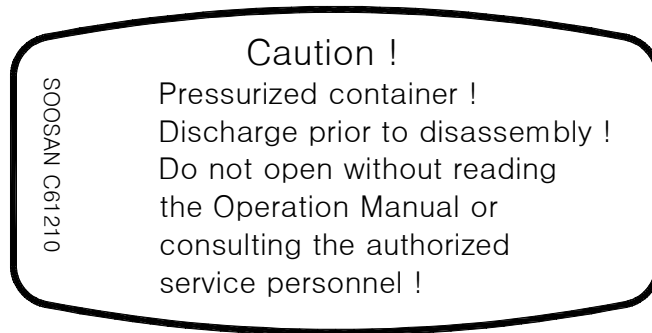 Caution !
Pressurized container !
Discharge prior to disassembly !
Do not open without reading
the Operation Manual or
consulting the authorized
service personnel !
SOOSAN C61210